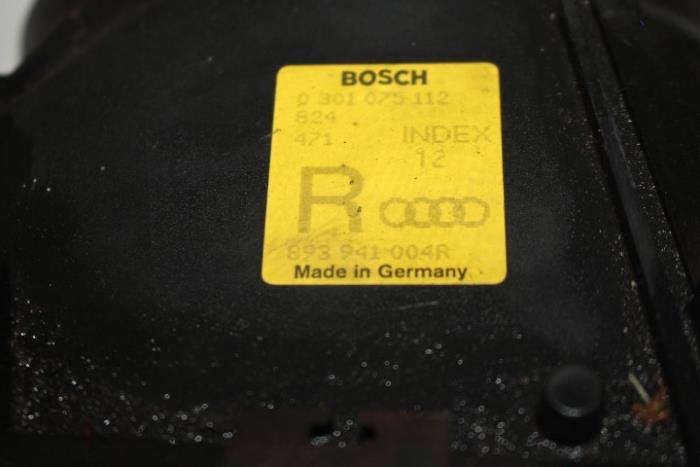 BOSCH
0 301 075 112
824
471 INDEX
12
R
893 941 004R
Made in Germany